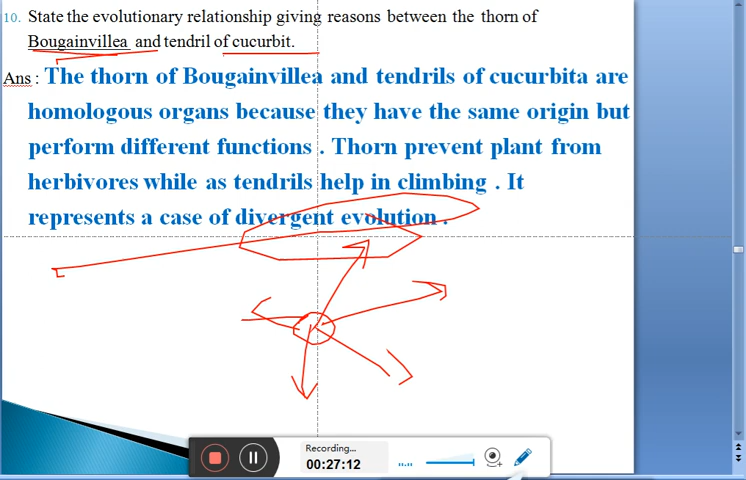 10. State the evolutionary relationship giving reasons between the thorn of
Bougainvillea and tendril of cucurbit.
Ans : The thorn of Bougainvillea and tendrils of cucurbita are
homologous organs because they have the same origin but
perform different functions . Thorn prevent plant from
herbivores while as tendrils help in climbing . It
represents a case of divergent evolution .
Recording...
00:27:12